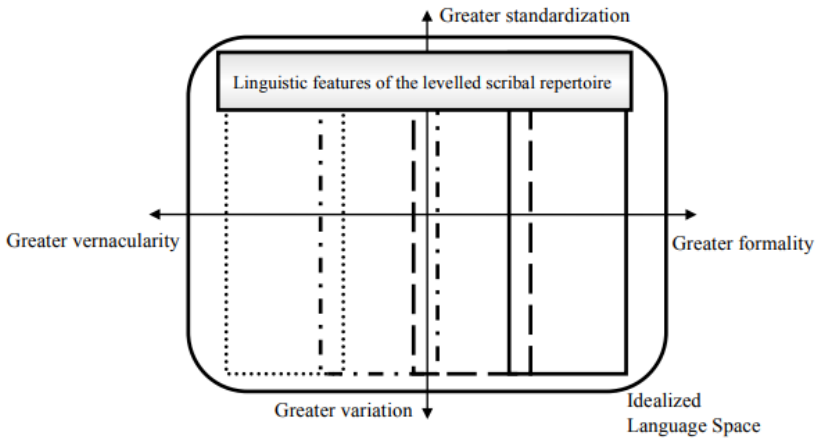 Greater standardization
Linguistic features of the levelled scribal repertoire
Greater vernacularity
Greater formality
Greater variation
Idealized
Language Space